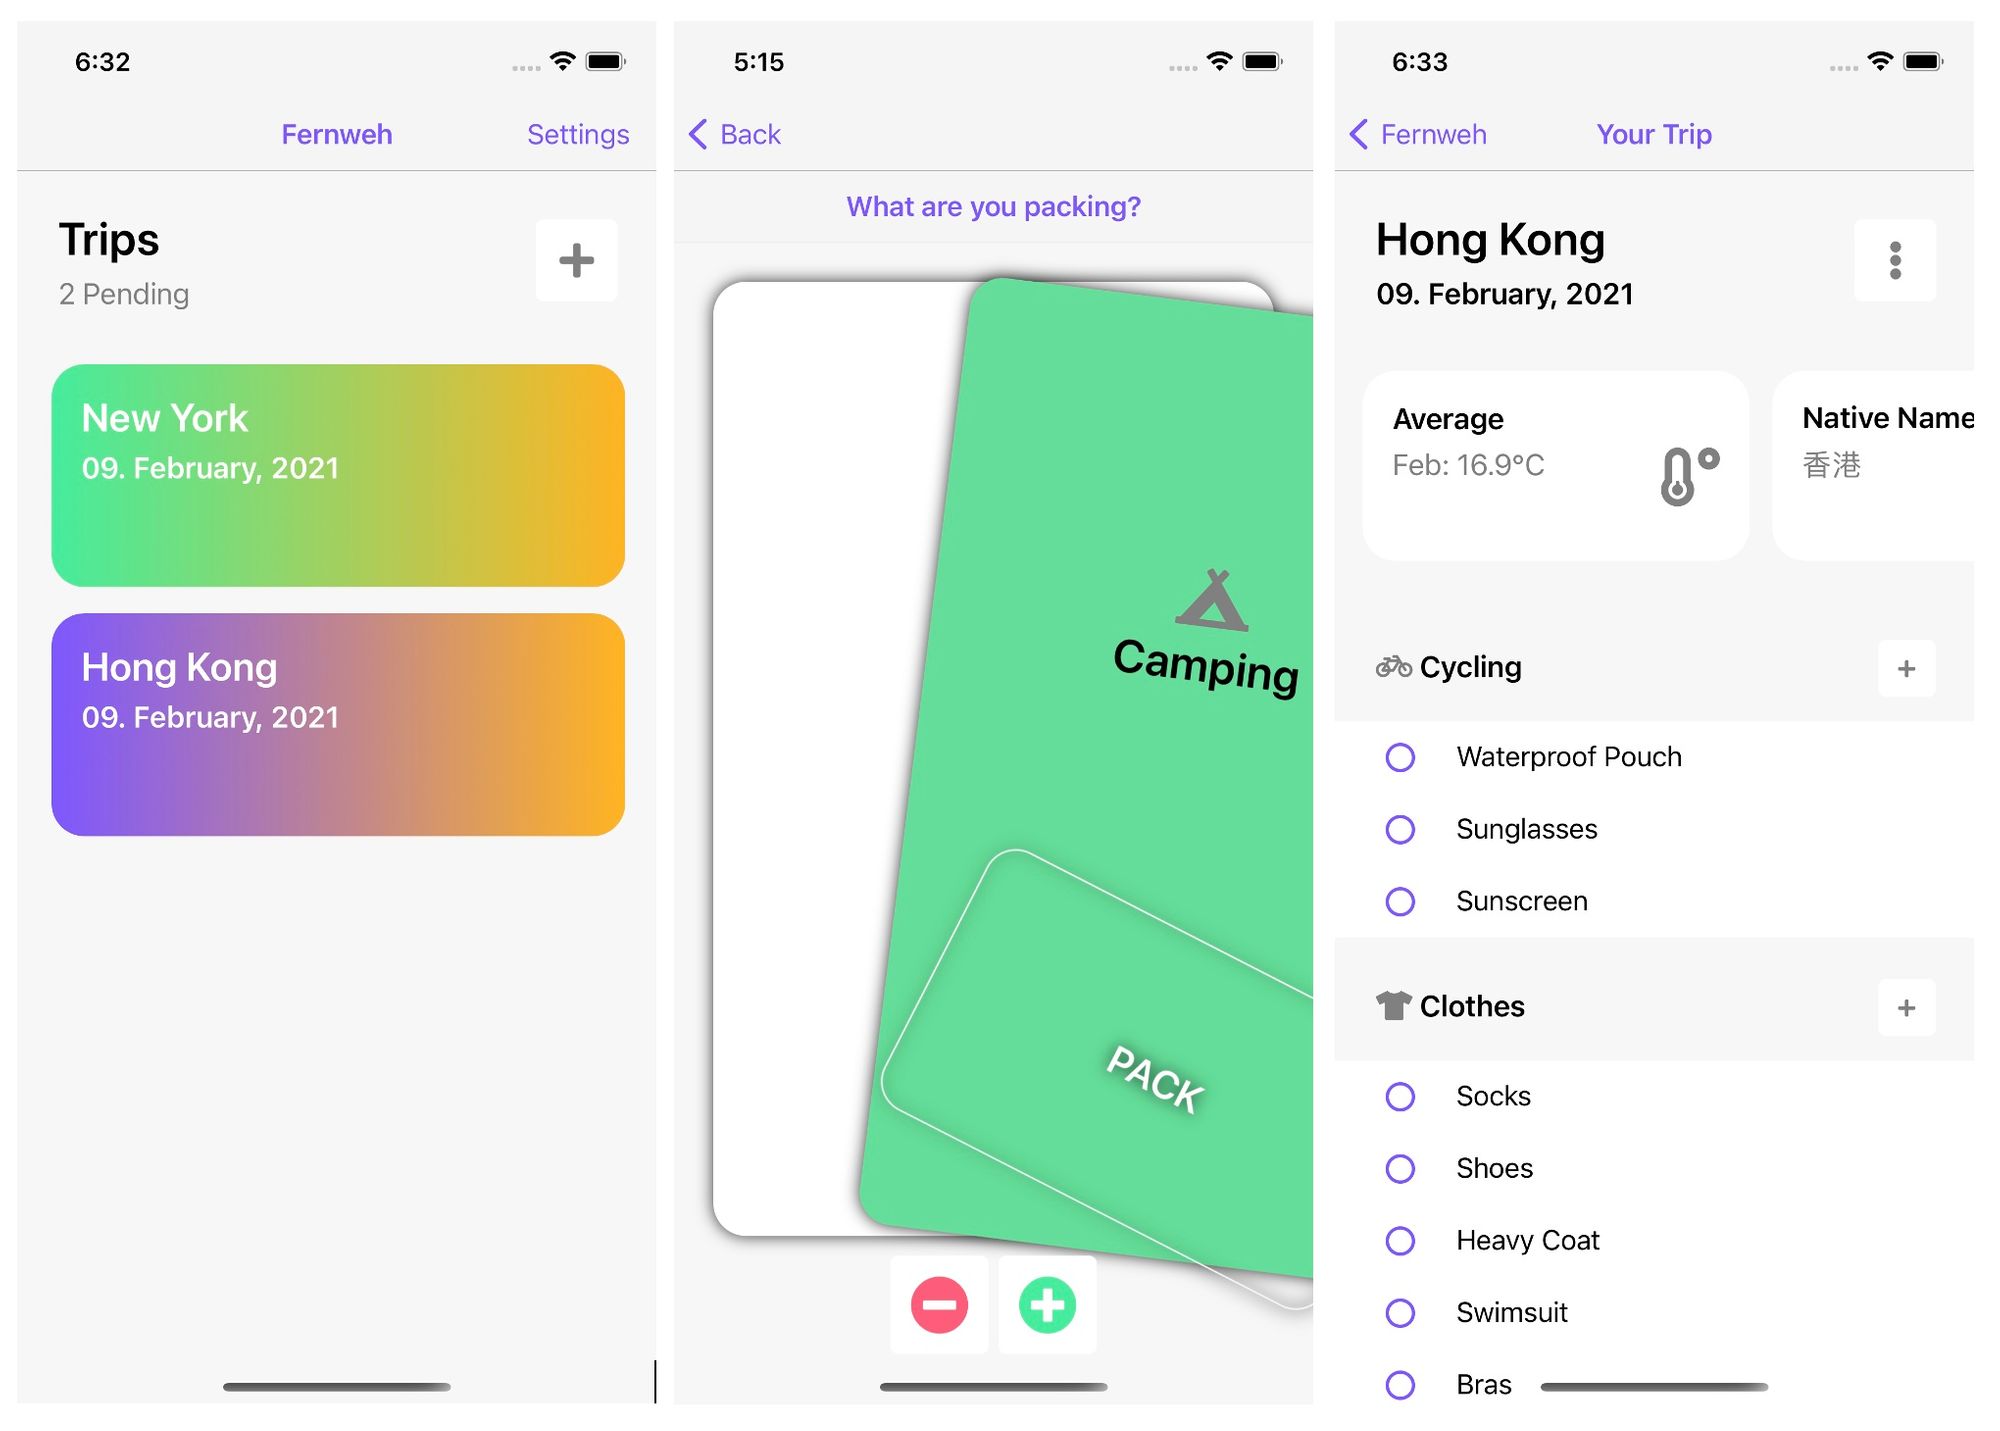 6:32
Fernweh
Settings
Trips
2 Pending
New York
09. February, 2021
Hong Kong
09. February, 2021
5:15
Back
What are you packing?
Camping
PACK
6:33
Fernweh
Your Trip
Hong Kong
09. February, 2021
Average
Feb: 16.9°C
Native Name
香港
Cycling
Waterproof Pouch
Sunglasses
Sunscreen
Clothes
Socks
Shoes
Heavy Coat
Swimsuit
Bras